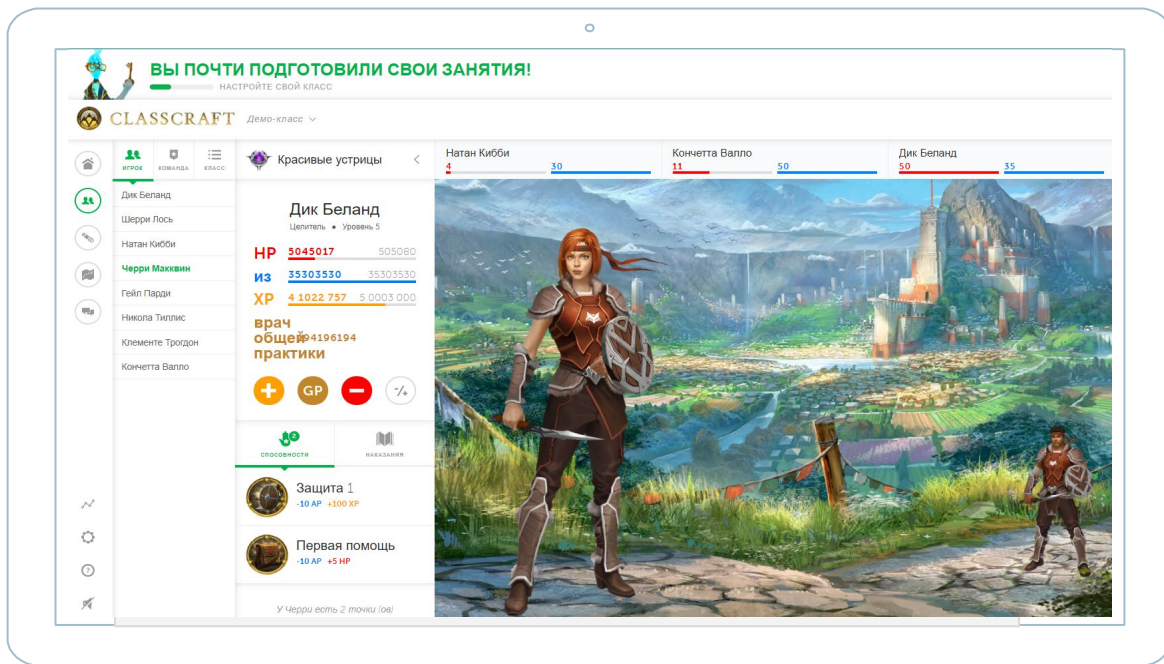 ВЫ ПОЧТИ ПОДГОТОВИЛИ СВОИ ЗАНЯТИЯ!
НАСТРОЙТЕ СВОЙ КЛАСС
CLASSCRAFT Демо-класс
ИГРОК КОМАНДА КЛАСС
Дик Беланд
Шерри Лось
Натан Кибби
Черри Макквин
Гейл Парди
Никола Тиллис
Клементе Трогдон
Кончетта Валло
Красивые устрицы
Дик Беланд
Целитель • Уровень 5
HP 5045017 505080
из 35303530 35303530
XP 4 1022 757 5 0003 000
врач
общей 94196194
практики
GP
-/+
2
СПОСОБНОСТИ НАКАЗАНИЯ
Защита 1
-10 AP +100 XP
Первая помощь
-10 AP +5 HP
У Черри есть 2 точки (ов)
Натан Кибби
4 30
Кончетта Валло
11 50
Дик Беланд
50 35
?